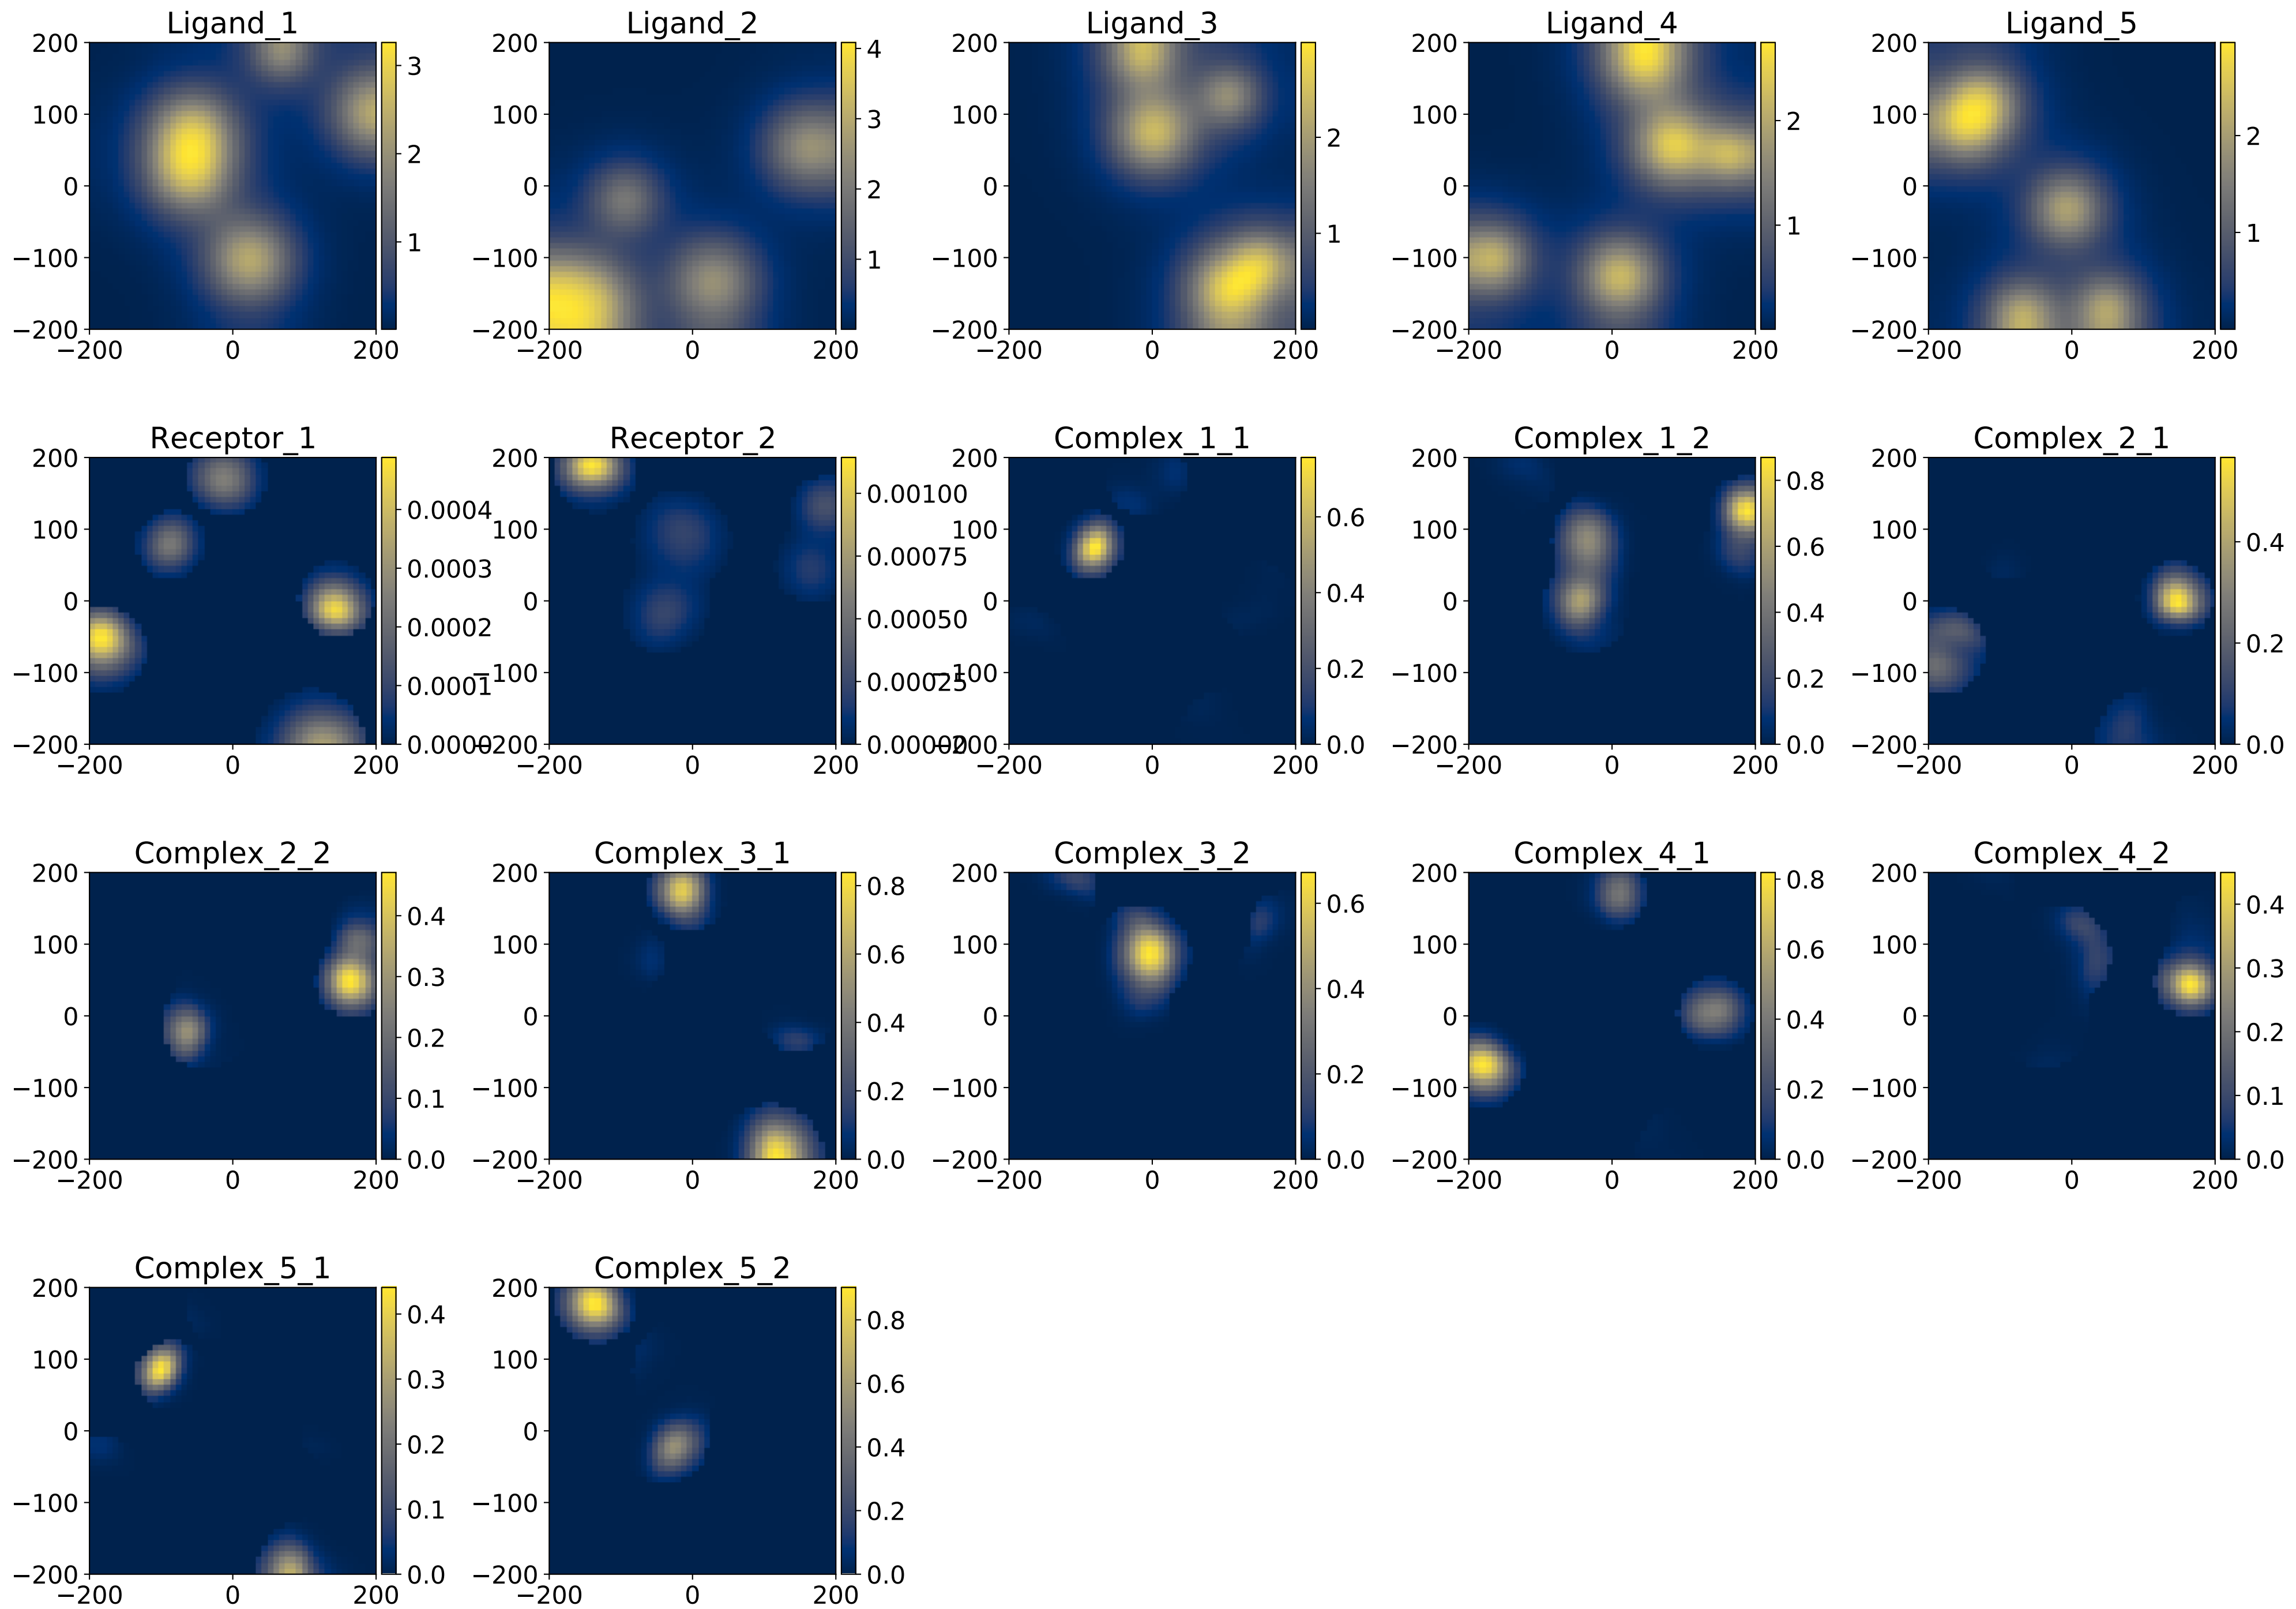 Ligand_1 Ligand_2 Ligand_3 Ligand_4 Ligand_5
200 3 200 4 200 200 200
100 100 3 100 2 100 2 100 2
0 2 0 2 0 0 0
−100 1 −100 1 −100 1 −100 1 −100 1
−200 −200 −200 −200 −200
−200 0 200 −200 0 200 −200 0 200 −200 0 200 −200 0 200
Receptor_1 Receptor_2 Complex_1_1 Complex_1_2 Complex_2_1
200 0.0004 200 0.00100 200 0.6 200 0.8 200 0.4
100 0.0003 100 0.00075 100 0.4 100 0.6 100 0.2
0 0.0002 0 0.00050 0 0.2 0 0.4 0 0.0
−100 0.0001 −100 0.00025 −100 0.0 −100 0.2 −100
−200 0.0000 −200 0.00000 −200 −200 0.0 −200
−200 0 200 −200 0 200 −200 0 200 −200 0 200 −200 0 200
Complex_2_2 Complex_3_1 Complex_3_2 Complex_4_1 Complex_4_2
200 0.4 200 0.8 200 0.6 200 0.8 200 0.4
100 0.3 100 0.6 100 0.4 100 0.6 100 0.3
0 0.2 0 0.4 0 0.2 0 0.4 0 0.2
−100 0.1 −100 0.2 −100 0.0 −100 0.2 −100 0.1
−200 0.0 −200 0.0 −200 −200 0.0 −200 0.0
−200 0 200 −200 0 200 −200 0 200 −200 0 200 −200 0 200
Complex_5_1 Complex_5_2
200 0.4 200 0.8
100 0.3 100 0.6
0 0.2 0 0.4
−100 0.1 −100 0.2
−200 0.0 −200 0.0
−200 0 200 −200 0 200